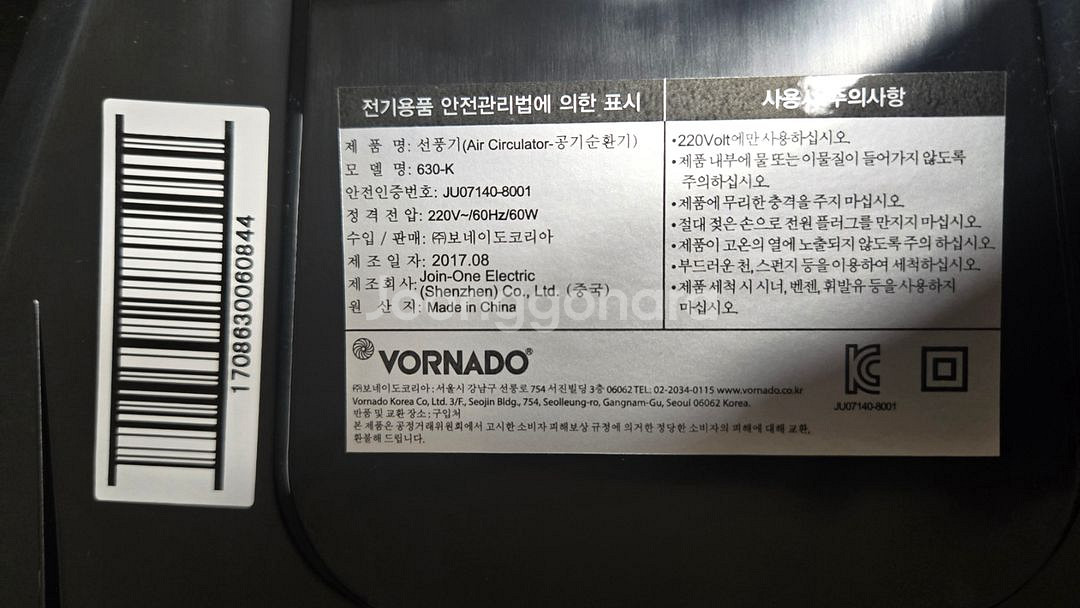 170863006 0844
전기용품 안전관리법에 의한 표시
제 품 명: 선풍기(Air Circulator-공기순환기)
모 델 명: 630-K
안전인증번호: JU07140-8001
정 격 전 압: 220V~/60Hz/60W
수입 / 판매: ㈜보네이도코리아
제 조 일 자: 2017.08
제 조 회 사: Join-One Electric
(Shenzhen) Co., Ltd. (중국)
원 산 지: Made in China
사용시 주의사항
•220Volt에만 사용하십시오.
•제품 내부에 물 또는 이물질이 들어가지 않도록
주의하십시오.
•제품에 무리한 충격을 주지 마십시오.
•절대 젖은 손으로 전원 플러그를 만지지 마십시오.
•제품이 고온의 열에 노출되지 않도록 주의 하십시오.
•부드러운 천, 스펀지 등을 이용하여 세척하십시오.
•제품 세척 시 시너, 벤젠, 휘발유 등을 사용하지
마십시오.
Joonggonara
VORNADO®
㈜보네이도코리아 : 서울시 강남구 선릉로 754 서진빌딩 3층 06062 TEL: 02-2034-0115 www.vornado.co.kr
Vornado Korea Co, Ltd. 3/F, Seojin Bldg., 754, Seolleung-ro, Gangnam-Gu, Seoul 06062 Korea.
반품 및 교환 장소 : 구입처
본 제품은 공정거래위원회에서 고시한 소비자 피해보상 규정에 의거한 정당한 소비자의 피해에 대해 교환,
환불해 드립니다.
JU07140-8001